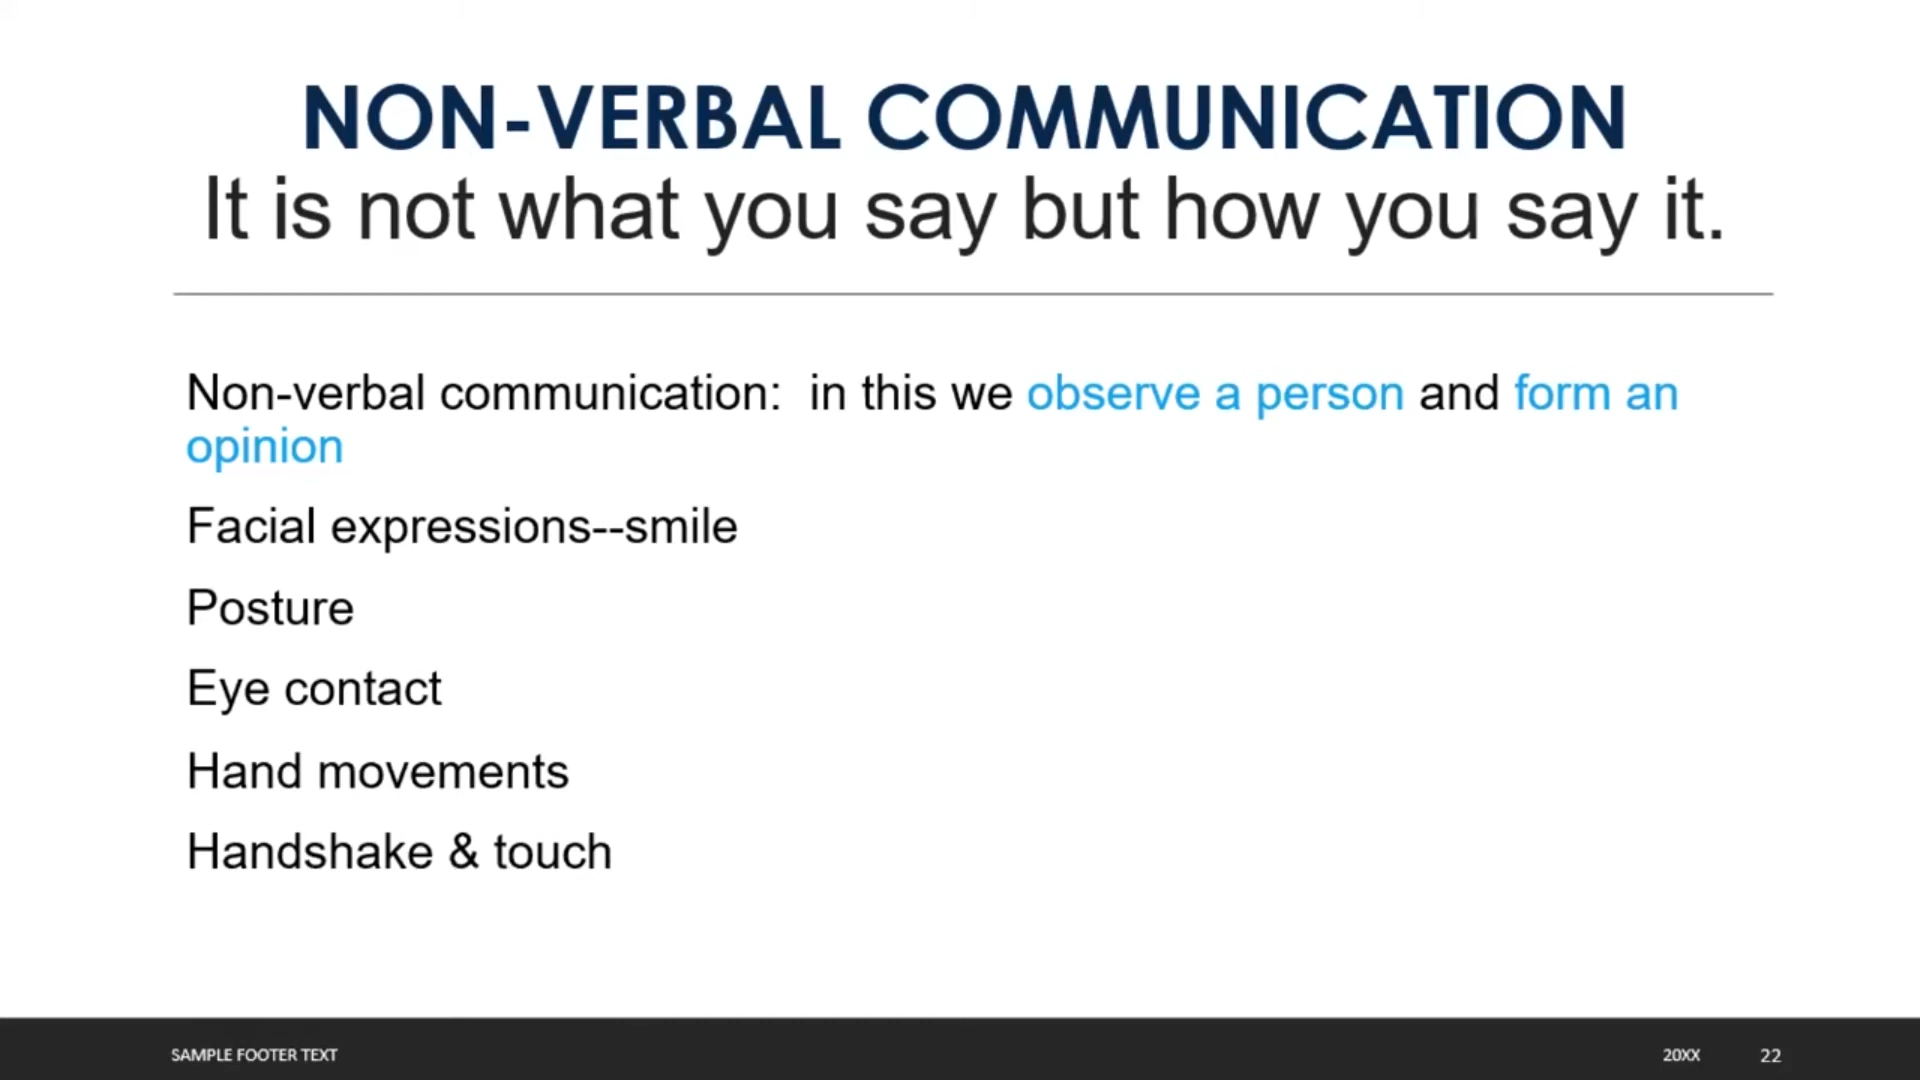 NON-VERBAL COMMUNICATION
It is not what you say but how you say it.
Non-verbal communication:  in this we observe a person and form an
opinion
Facial expressions--smile
Posture
Eye contact
Hand movements
Handshake & touch
SAMPLE FOOTER TEXT
20XX
22